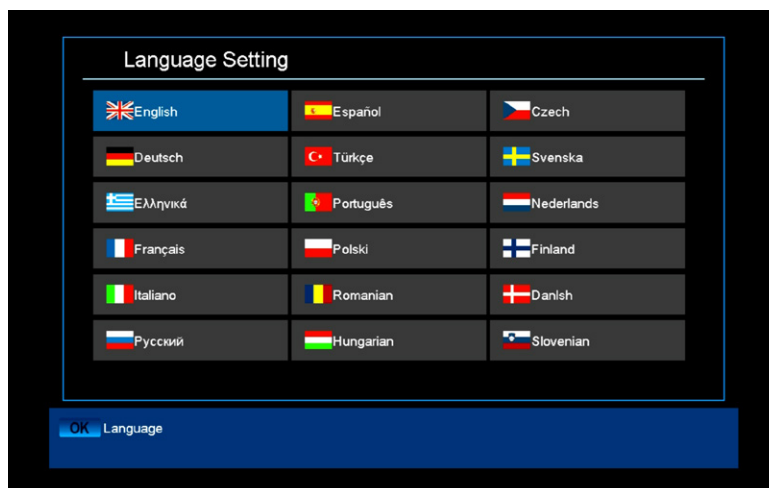 Language Setting
English Español Czech
Deutsch Türkçe Svenska
Ελληνικά Português Nederlands
Français Polski Finland
Italiano Romanian Danlsh
Русский Hungarian Slovenian
OK Language